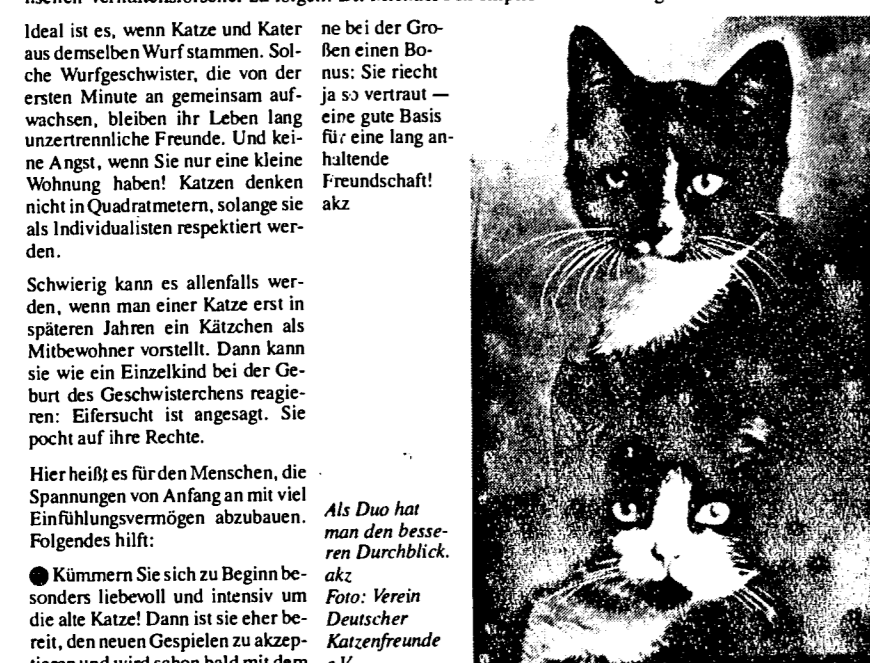 Ideal ist es, wenn Katze und Kater
aus demselben Wurf stammen. Sol-
che Wurfgeschwister, die von der
ersten Minute an gemeinsam auf-
wachsen, bleiben ihr Leben lang
unzertrennliche Freunde. Und kei-
ne Angst, wenn Sie nur eine kleine
Wohnung haben! Katzen denken
nicht in Quadratmetern, solange sie
als Individualisten respektiert wer-
den.
Schwierig kann es allenfalls wer-
den, wenn man einer Katze erst in
späteren Jahren ein Kätzchen als
Mitbewohner vorstellt. Dann kann
sie wie ein Einzelkind bei der Ge-
burt des Geschwisterchens reagie-
ren: Eifersucht ist angesagt. Sie
pocht auf ihre Rechte.
Hier heißt es für den Menschen, die
Spannungen von Anfang an mit viel
Einfühlungsvermögen abzubauen.
Folgendes hilft:
● Kümmern Sie sich zu Beginn be-
sonders liebevoll und intensiv um
die alte Katze! Dann ist sie eher be-
reit, den neuen Gespielen zu akzep-
tieren und wird schon bald mit dem
ne bei der Gro-
ßen einen Bo-
nus: Sie riecht
ja so vertraut —
eine gute Basis
für eine lang an-
haltende
Freundschaft!
akz
Als Duo hat
man den besse-
ren Durchblick.
akz
Foto: Verein
Deutscher
Katzenfreunde
e.V.